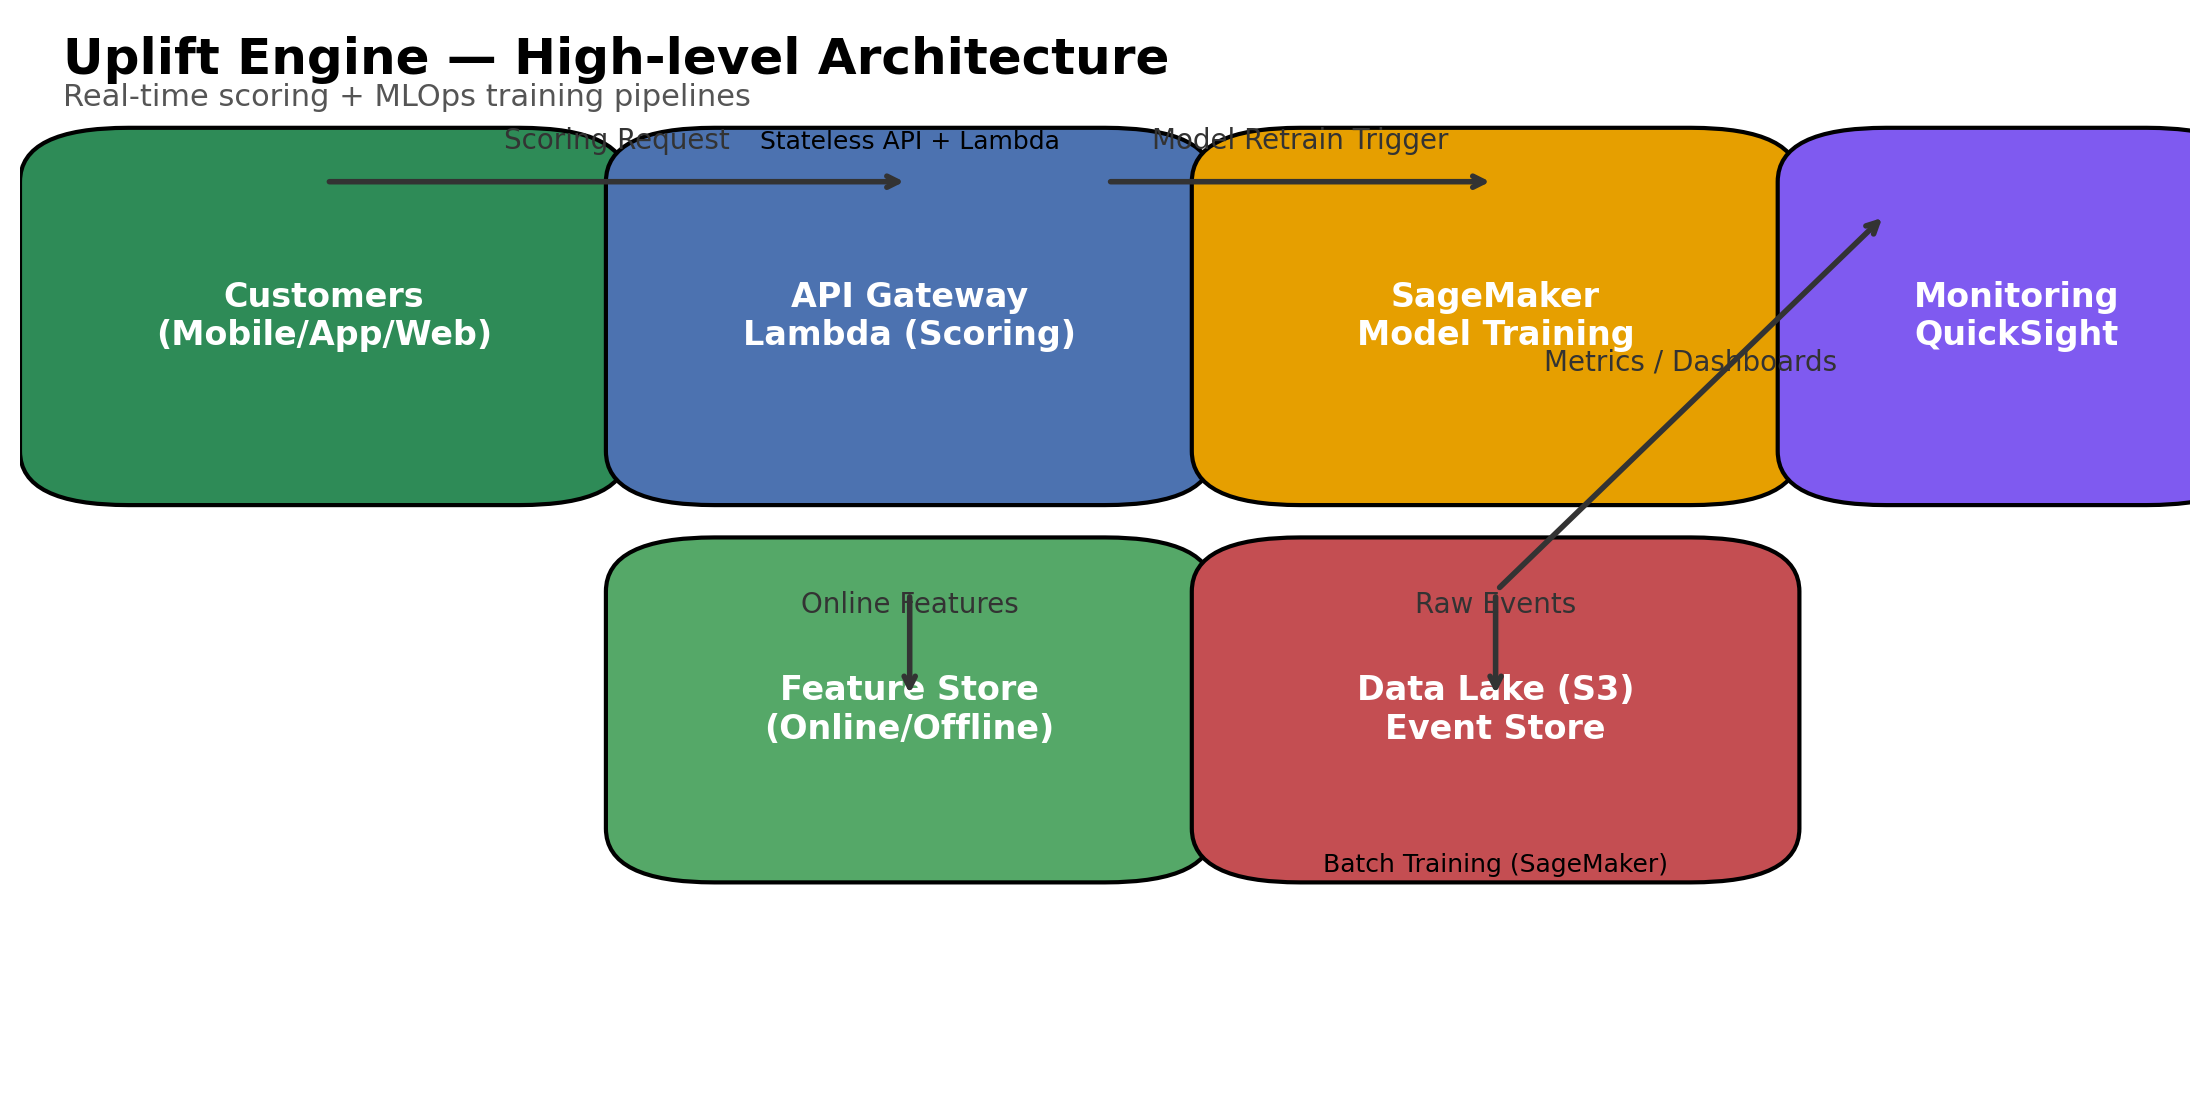 Uplift Engine — High-level Architecture
Real-time scoring + MLOps training pipelines
Scoring Request
Stateless API + Lambda
Model Retrain Trigger
Customers
(Mobile/App/Web)
API Gateway
Lambda (Scoring)
SageMaker
Model Training
Monitoring
QuickSight
Metrics / Dashboards
Online Features
Raw Events
Feature Store
(Online/Offline)
Data Lake (S3)
Event Store
Batch Training (SageMaker)